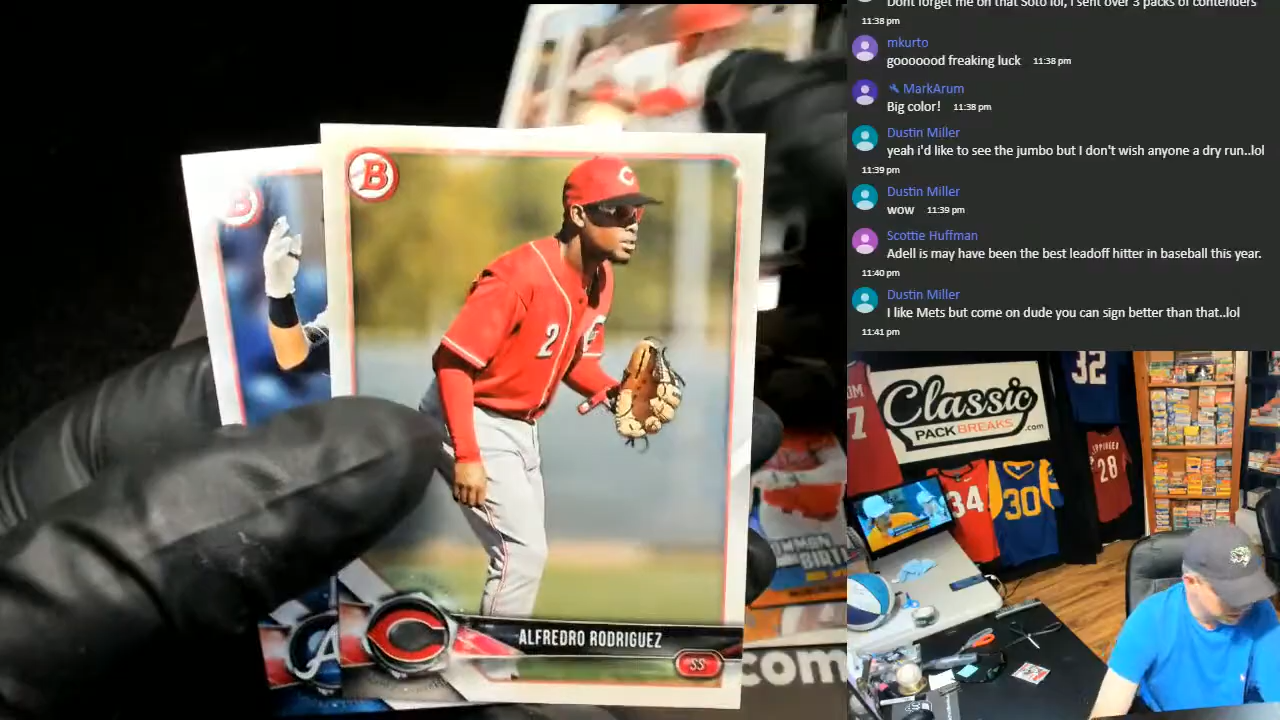 Dont forget me on that Soto lol, I sent over 3 packs of contenders
11:38 pm
mkurto
gooooood freaking luck 11:38 pm
MarkArum
Big color! 11:38 pm
Dustin Miller
yeah i'd like to see the jumbo but I don't wish anyone a dry run..lol
11:39 pm
Dustin Miller
wow 11:39 pm
Scottie Huffman
Adell is may have been the best leadoff hitter in baseball this year.
11:40 pm
Dustin Miller
I like Mets but come on dude you can sign better than that..lol
11:41 pm
B
B
C
2
C
A
ALFREDRO RODRIGUEZ
SS
com
Classic
PACK BREAKS .com
32
7
34
30
28